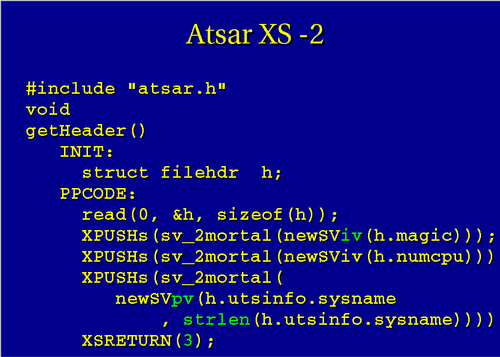 Atsar XS -2
#include "atsar.h"
void
getHeader()
INIT:
struct filehdr h;
PPCODE:
read(0, &h, sizeof(h));
XPUSHs(sv_2mortal(newSViv(h.magic)));
XPUSHs(sv_2mortal(newSViv(h.numcpu)))
XPUSHs(sv_2mortal(
newSVpv(h.utsinfo.sysname
, strlen(h.utsinfo.sysname))))
XSRETURN(3);